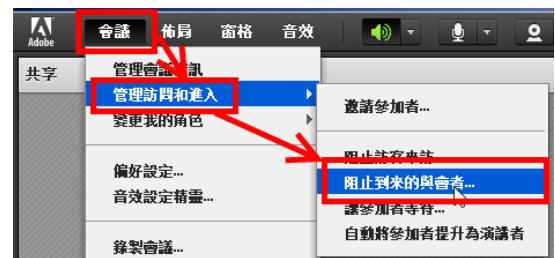 Adobe
會議 佈局 窗格 音效
共享
管理會議資訊
管理訪問和進入
變更我的角色
偏好設定...
音效設定精靈...
錄製會議...
邀請參加者...
阻止訪客來訪
阻止到來的與會者...
讓參加者等待...
自動將參加者提升為演講者